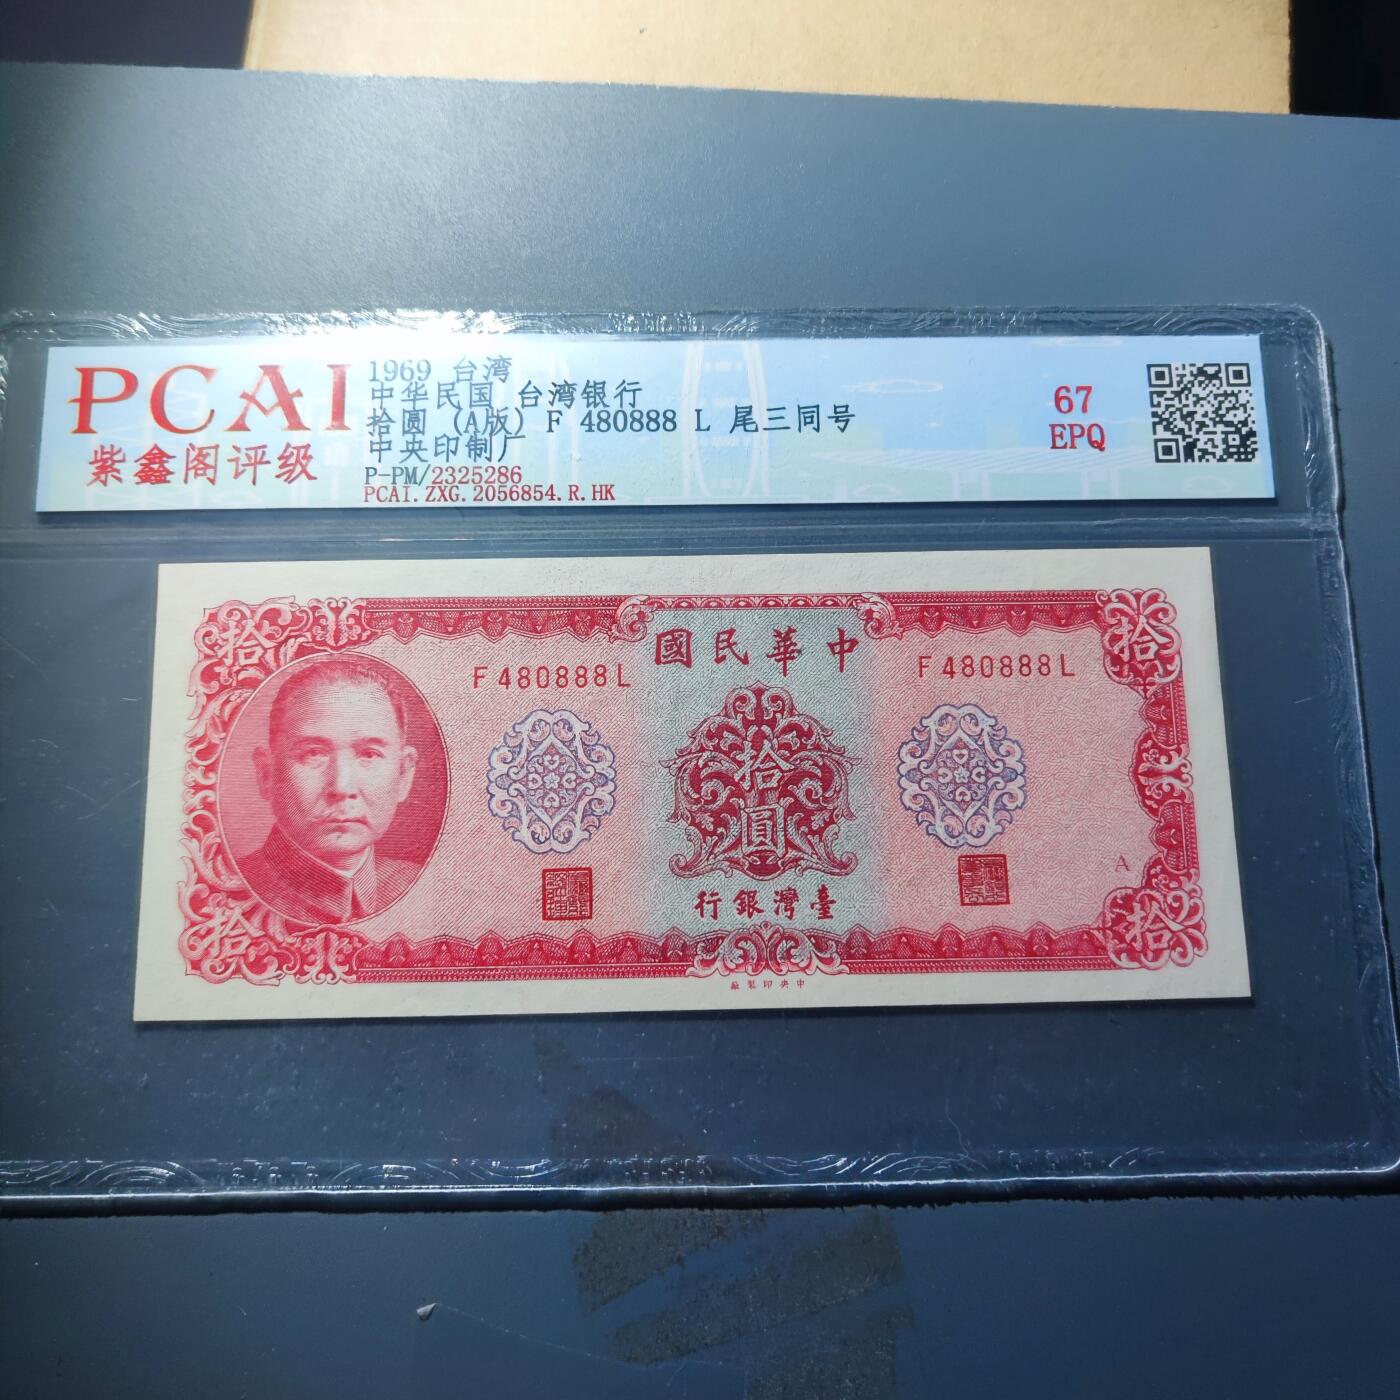 PCAI
紫鑫阁评级
1969 台湾
中华民国 台湾银行
拾圆 (A版) F 480888 L 尾三同号
中央印制厂
P-PM/2325286
PCAI.ZXG.2056854.R.HK
67
EPQ
拾
國民華中
拾
F480888L
F480888L
拾
圓
A
行銀灣臺
拾
拾
廠製印央中